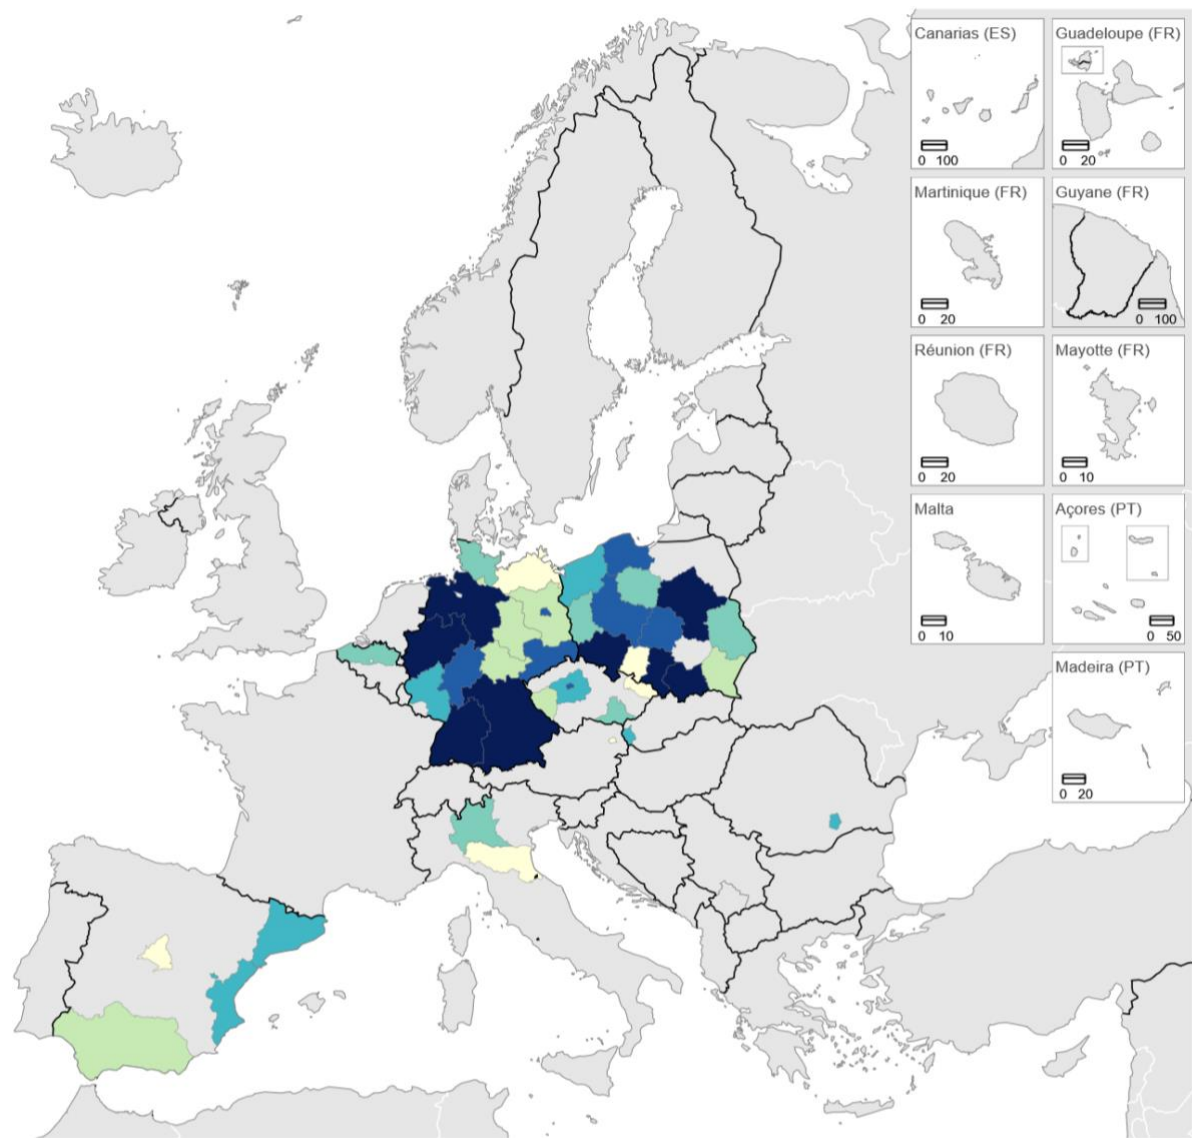 Canarias (ES)
0 100
Guadeloupe (FR)
0 20
Martinique (FR)
0 20
Guyane (FR)
0 100
Réunion (FR)
0 20
Mayotte (FR)
0 10
Malta
0 10
Açores (PT)
0 50
Madeira (PT)
0 20